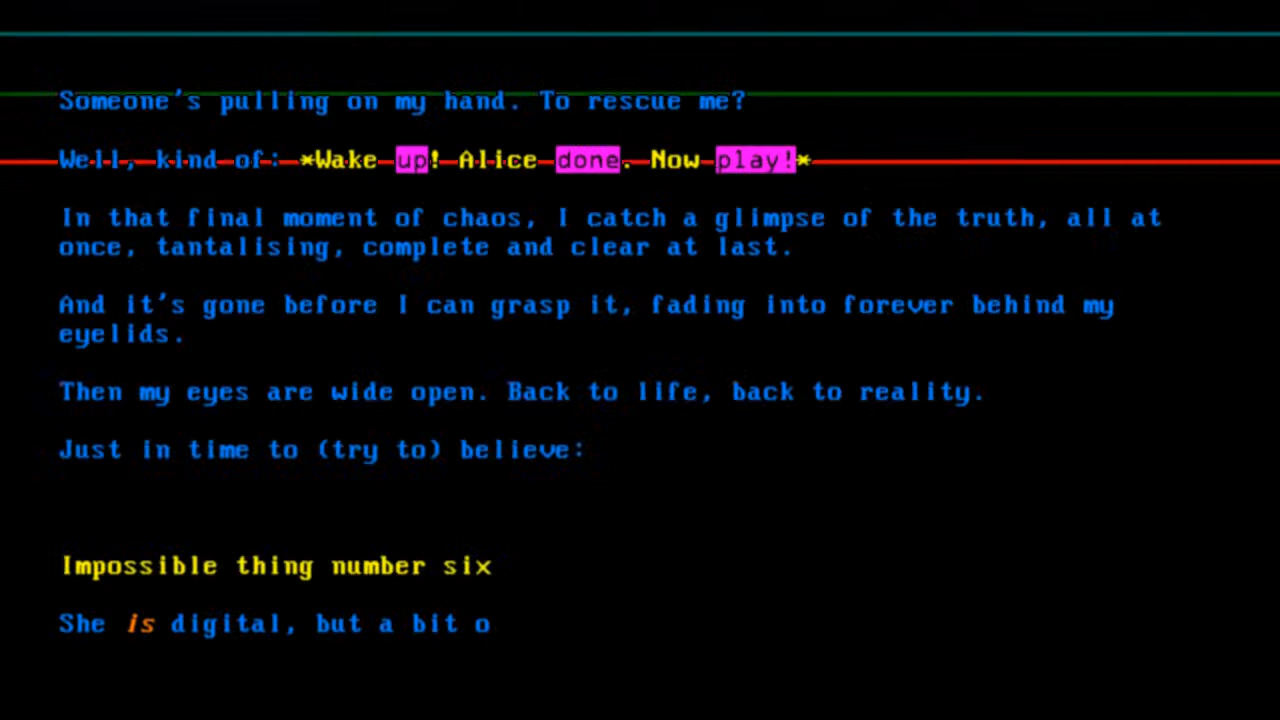 Someone's pulling on my hand. To rescue me?
Well, kind of: *Wake up! Alice done. Now play!*
In that final moment of chaos, I catch a glimpse of the truth, all at
once, tantalising, complete and clear at last.
And it's gone before I can grasp it, fading into forever behind my
eyelids.
Then my eyes are wide open. Back to life, back to reality.
Just in time to (try to) believe:
Impossible thing number six
She is digital, but a bit o